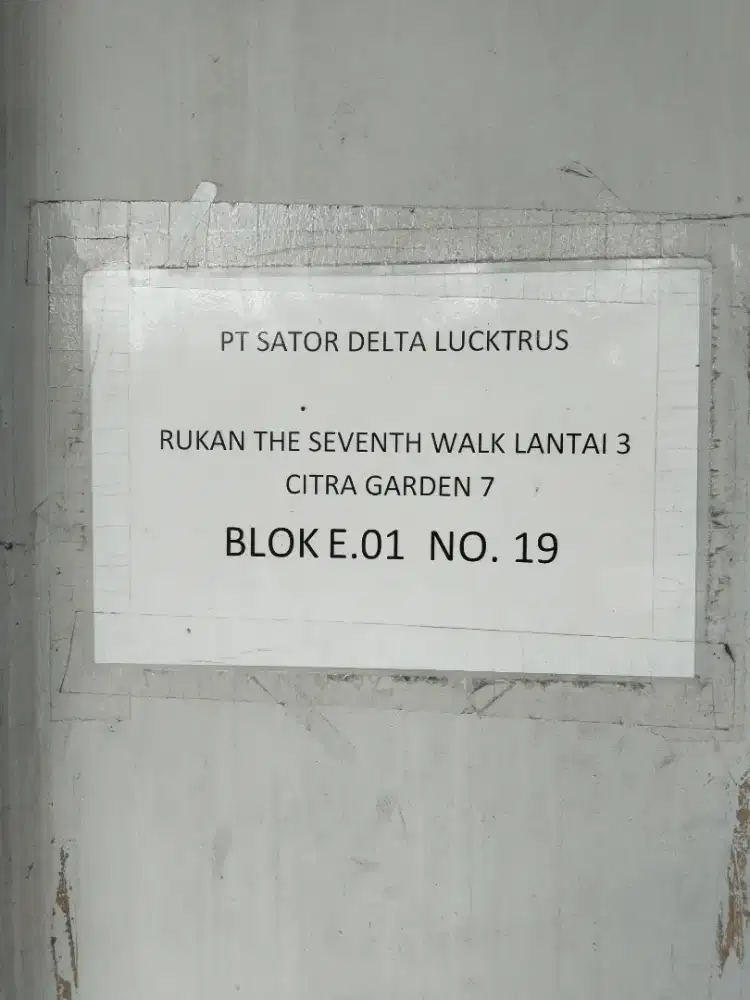 PT SATOR DELTA LUCKTRUS
RUKAN THE SEVENTH WALK LANTAI 3
CITRA GARDEN 7
BLOK E.01 NO. 19